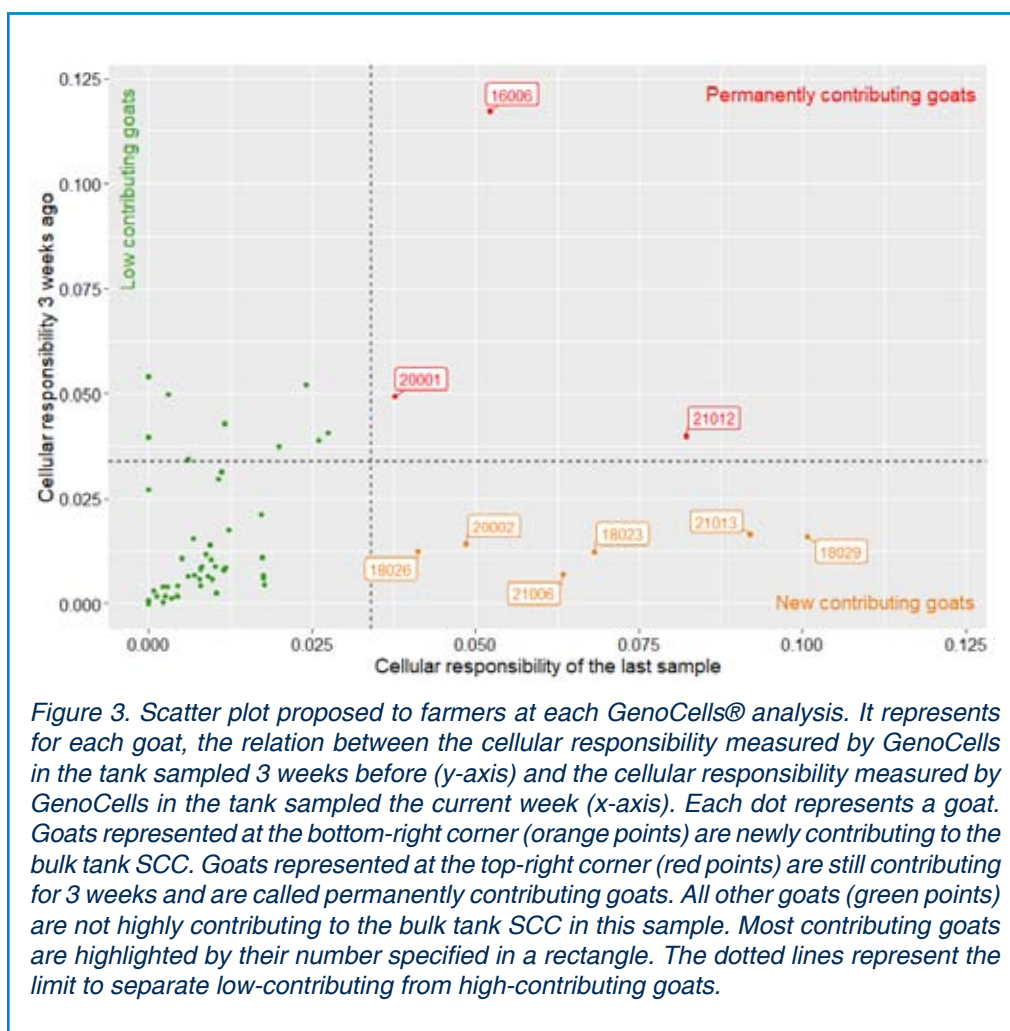 0.125
0.100
0.075
0.050
0.025
0.000
Cellular responsibility 3 weeks ago
Low contributing goats
Permanently contributing goats
16006
20001
21012
20002
18023
21013
18026
21006
18029
New contributing goats
0.000 0.025 0.050 0.075 0.100 0.125
Cellular responsibility of the last sample
Figure 3. Scatter plot proposed to farmers at each GenoCells® analysis. It represents
for each goat, the relation between the cellular responsibility measured by GenoCells
in the tank sampled 3 weeks before (y-axis) and the cellular responsibility measured by
GenoCells in the tank sampled the current week (x-axis). Each dot represents a goat.
Goats represented at the bottom-right corner (orange points) are newly contributing to the
bulk tank SCC. Goats represented at the top-right corner (red points) are still contributing
for 3 weeks and are called permanently contributing goats. All other goats (green points)
are not highly contributing to the bulk tank SCC in this sample. Most contributing goats
are highlighted by their number specified in a rectangle. The dotted lines represent the
limit to separate low-contributing from high-contributing goats.